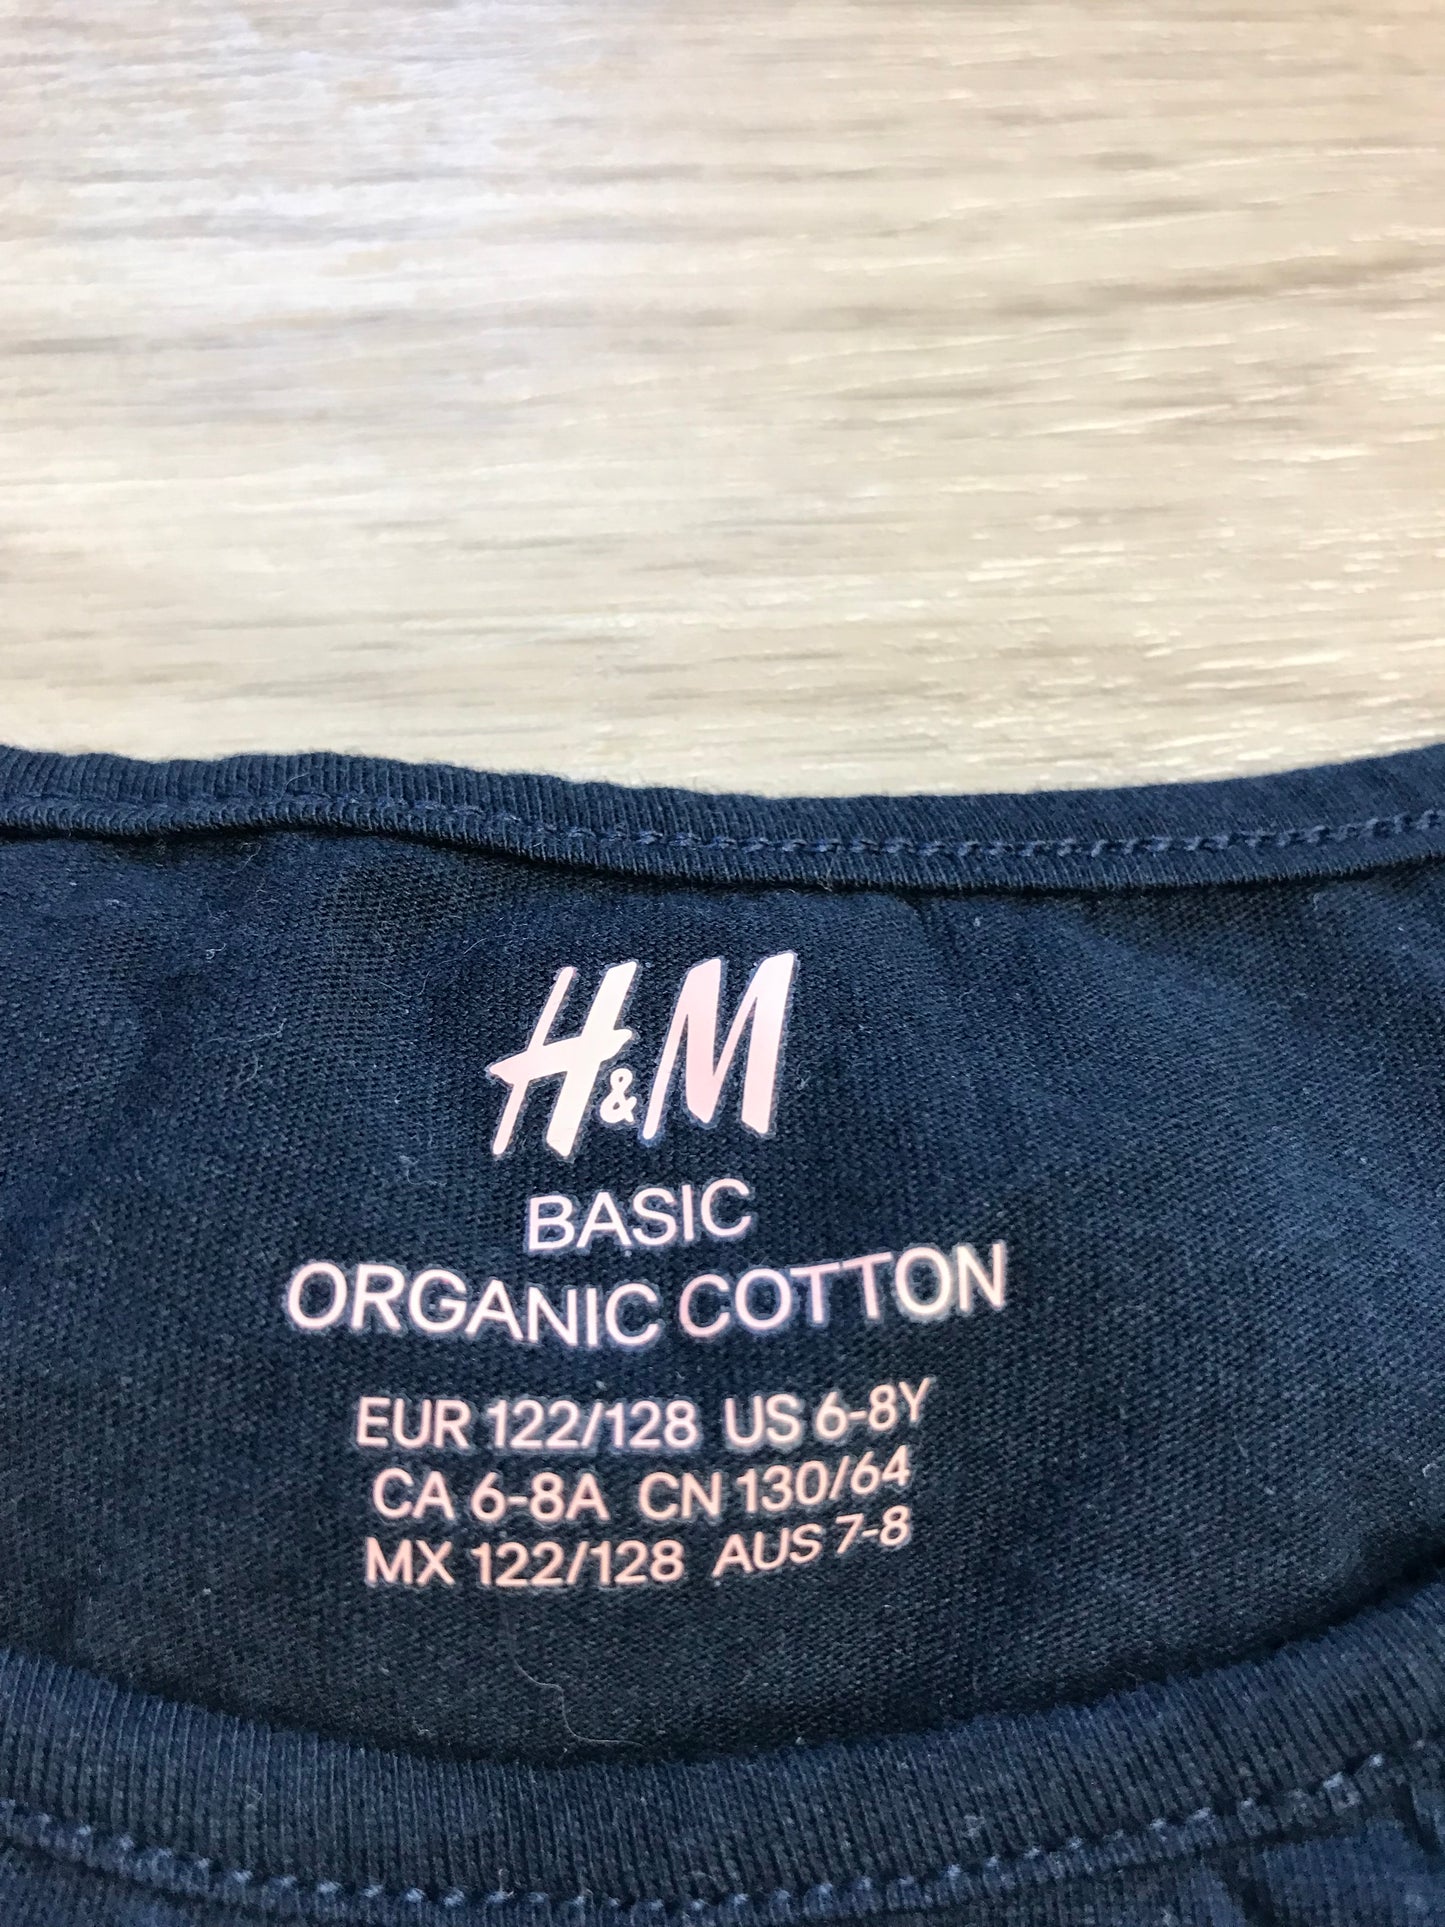 H&M
BASIC
ORGANIC COTTON
EUR 122/128 US 6-8Y
CA 6-8A CN 130/64
MX 122/128 AUS 7-8